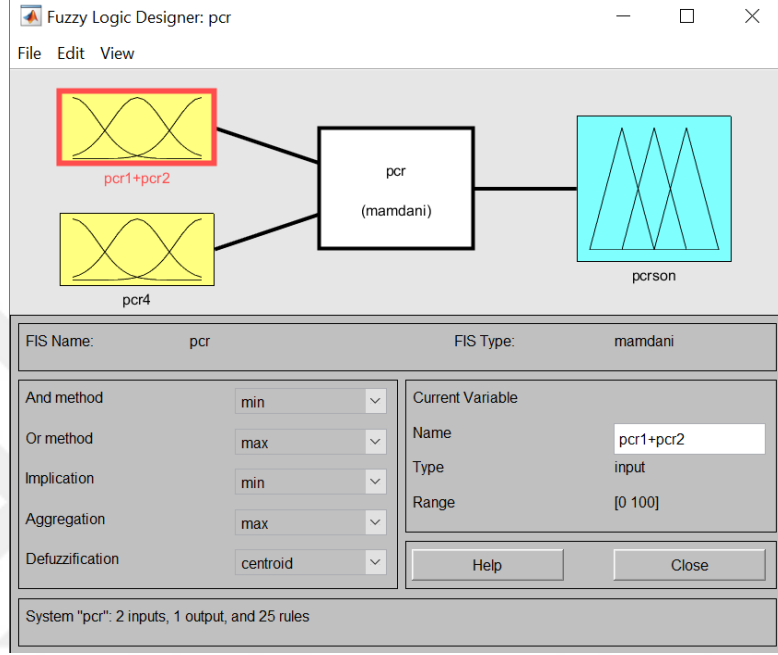 Fuzzy Logic Designer: pcr
File Edit View
pcr1+pcr2
pcr4
pcr
(mamdani)
pcrson
FIS Name: pcr FIS Type: mamdani
And method min
Or method max
Implication min
Aggregation max
Defuzzification centroid
Current Variable
Name pcr1+pcr2
Type input
Range [0 100]
Help Close
System "pcr": 2 inputs, 1 output, and 25 rules